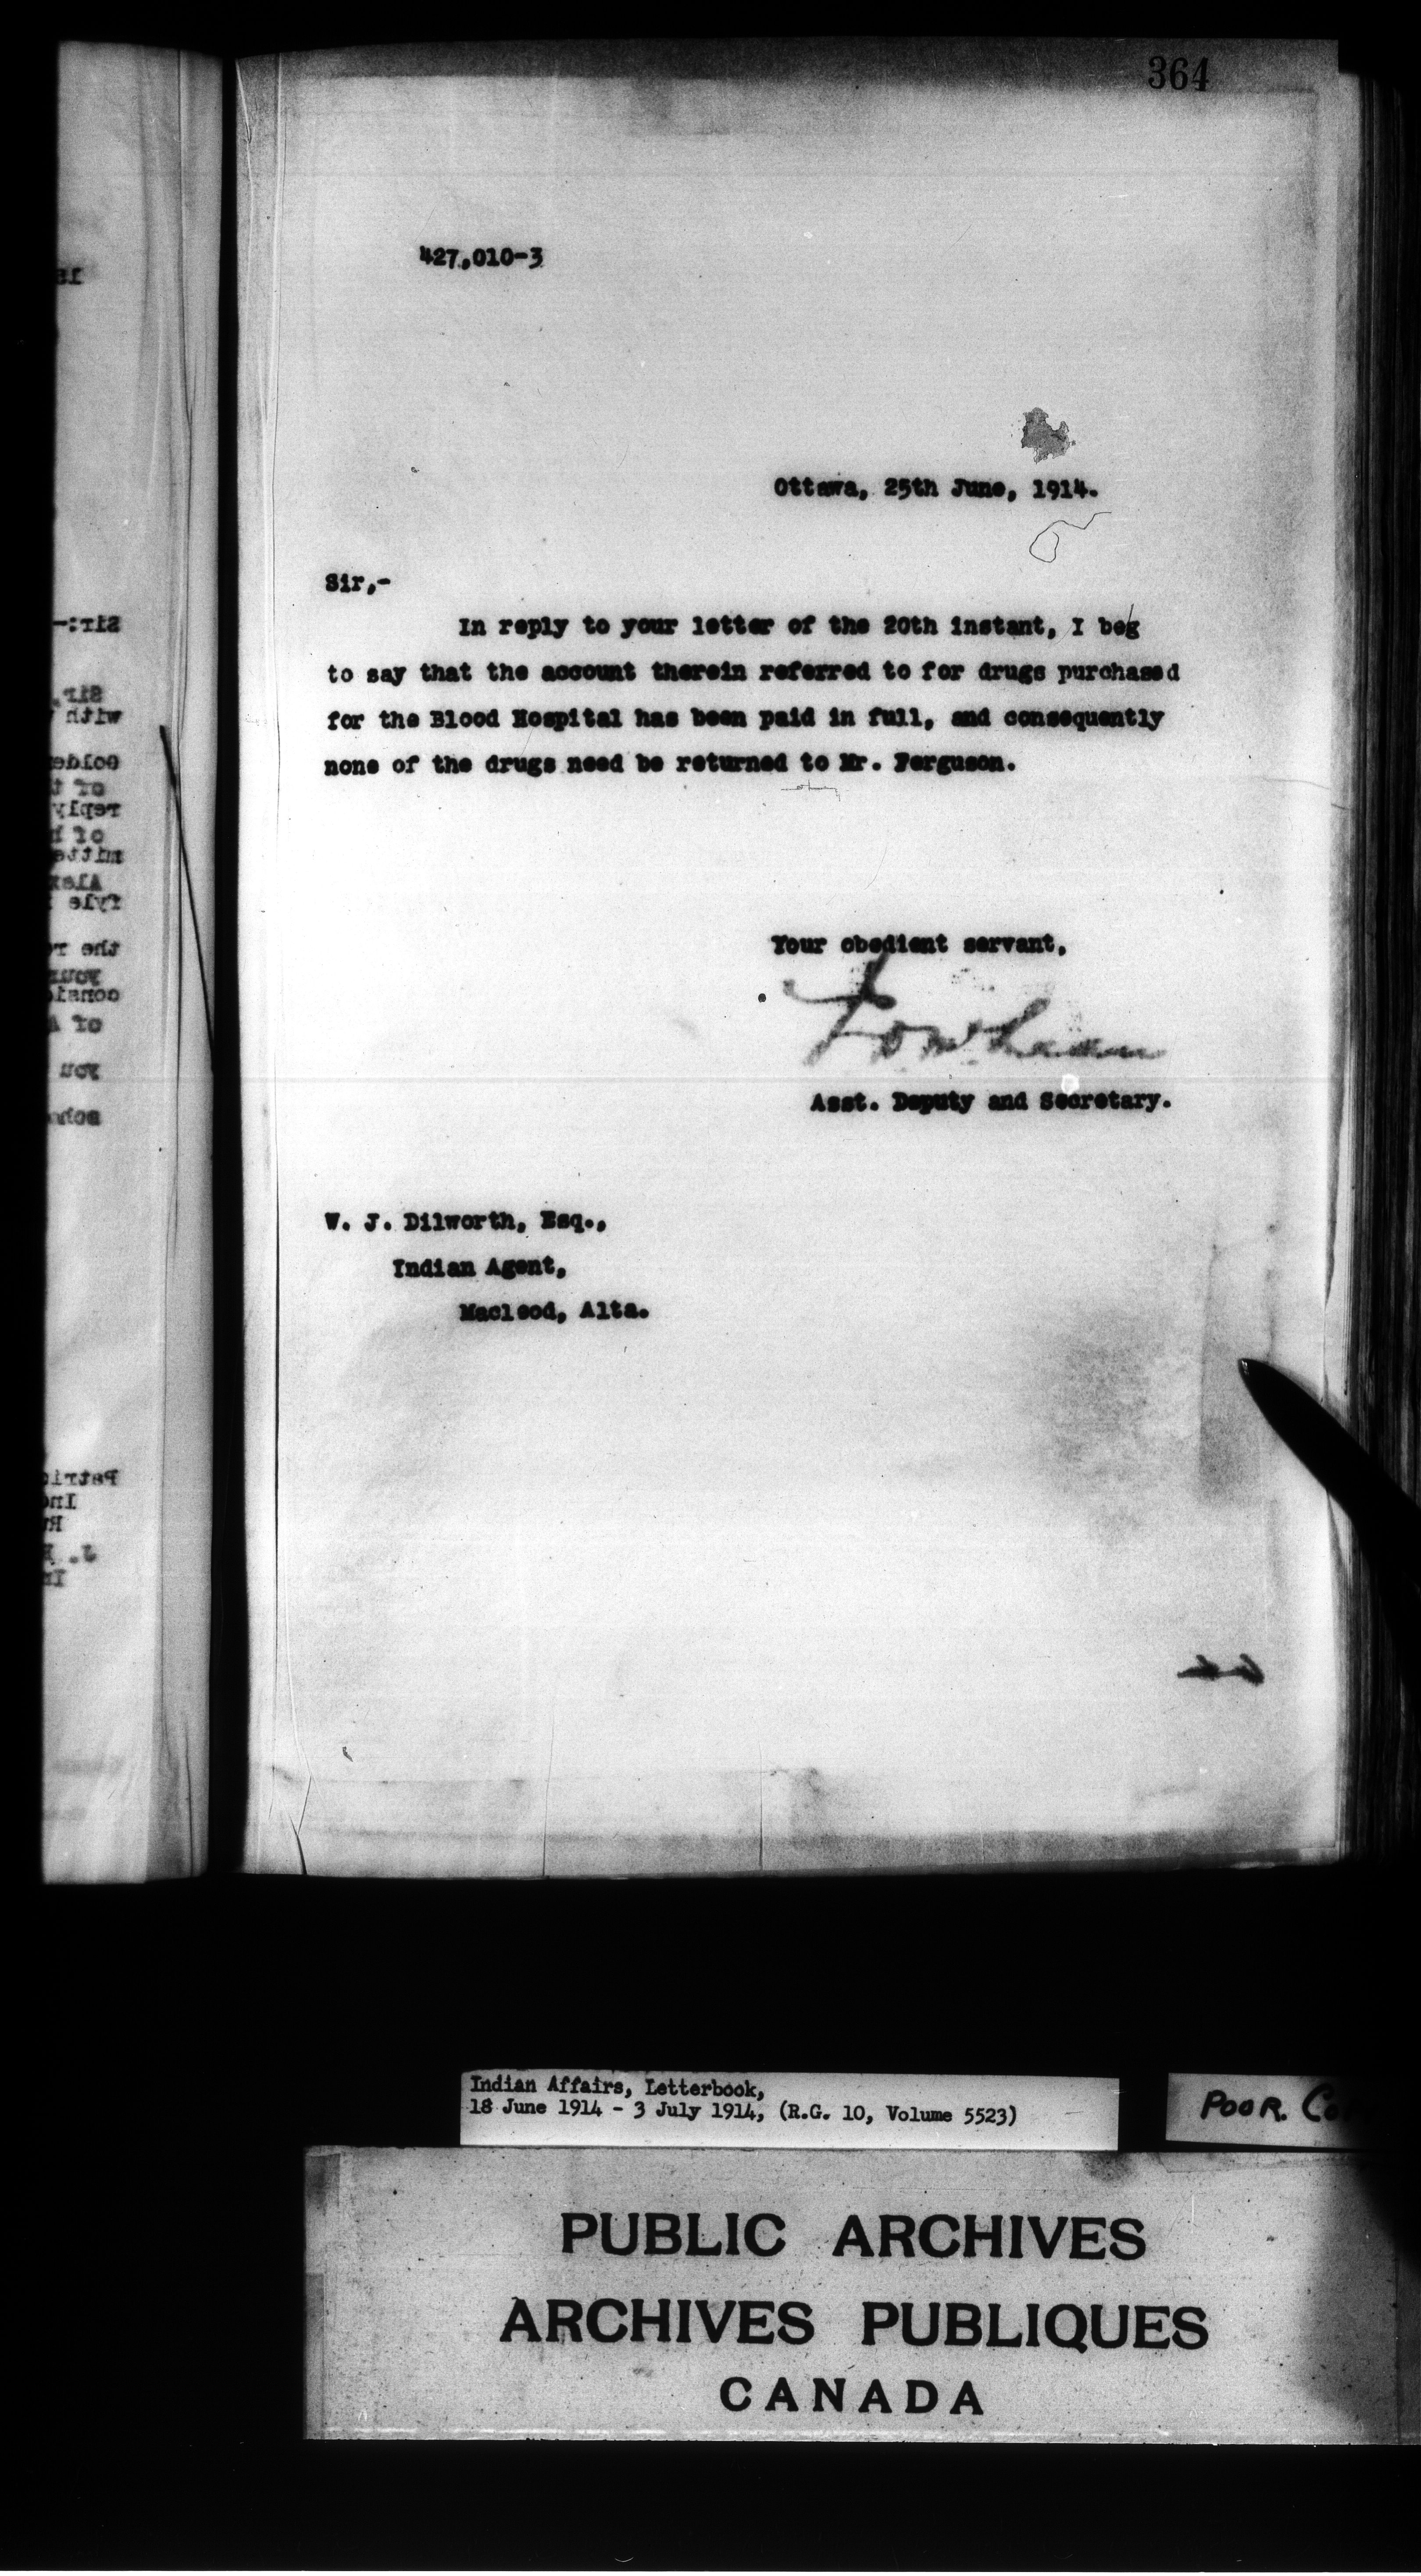 364
427,010-3
Ottawa, 25th June, 1914.
Sir,-
In reply to your letter of the 20th instant, I beg
to say that the account therein referred to for drugs purchased
for the Blood Hospital has been paid in full, and consequently
none of the drugs need be returned to Mr. Ferguson.
Your obedient servant,
Asst. Deputy and Secretary.
W. J. Dilworth, Esq.,
Indian Agent,
Macleod, Alta.
Indian Affairs, Letterbook,
18 June 1914 - 3 July 1914, (R.G. 10, Volume 5523)
POOR.
PUBLIC ARCHIVES
ARCHIVES PUBLIQUES
CANADA